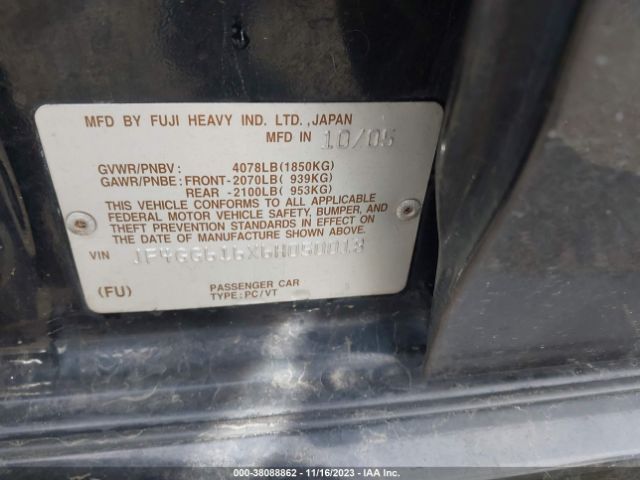 MFD BY FUJI HEAVY IND. LTD.,JAPAN
MFD IN 10/05
GVWR/PNBV : 4078LB(1850KG)
GAWR/PNBE:FRONT-2070LB( 939KG)
REAR -2100LB( 953KG)
THIS VEHICLE CONFORMS TO ALL APPLICABLE
FEDERAL MOTOR VEHICLE SAFETY, BUMPER, AND
THEFT PREVENTION STANDARDS IN EFFECT ON
THE DATE OF MANUFACTURE SHOWN ABOVE.
VIN JF4GG616X6H050018
(FU) PASSENGER CAR
TYPE:PC/VT
000-38088862 - 11/16/2023 - IAA Inc.